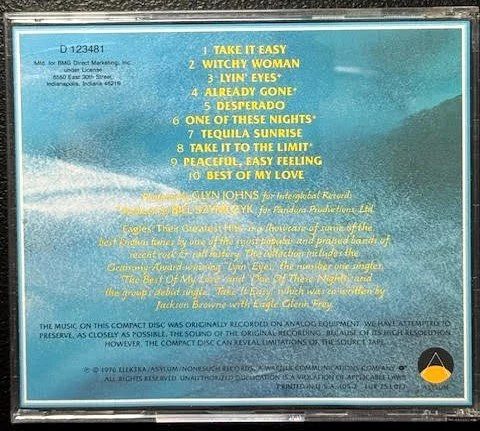 D 123481
Mfd. for BMG Direct Marketing, Inc.
under License
6550 East 30th Street,
Indianapolis, Indiana 46219
1 TAKE IT EASY
2 WITCHY WOMAN
3 LYIN' EYES*
4 ALREADY GONE*
5 DESPERADO
6 ONE OF THESE NIGHTS*
7 TEQUILA SUNRISE
8 TAKE IT TO THE LIMIT*
9 PEACEFUL, EASY FEELING
10 BEST OF MY LOVE
Produced by GLYN JOHNS for Interglobal Records
*Produced by BILL SZYMCZYK for Pandora Productions, Ltd.
Eagles: Their Greatest Hits showcase of some of the
best known tunes by one of the most popular and praised bands of
recent rock & roll history. The collection includes the
Grammy Award-winning "Lyin' Eyes," the number one singles
"The Best Of My Love" and "One Of These Nights," and
the group's debut single, "Take It Easy," which was co-written by
Jackson Browne with Eagle Glenn Frey.
THE MUSIC ON THIS COMPACT DISC WAS ORIGINALLY RECORDED ON ANALOG EQUIPMENT. WE HAVE ATTEMPTED TO
PRESERVE, AS CLOSELY AS POSSIBLE, THE SOUND OF THE ORIGINAL RECORDING. BECAUSE OF ITS HIGH RESOLUTION,
HOWEVER, THE COMPACT DISC CAN REVEAL LIMITATIONS OF THE SOURCE TAPE.
℗ © 1976 ELEKTRA/ASYLUM/NONESUCH RECORDS, A WARNER COMMUNICATIONS COMPANY
ALL RIGHTS RESERVED. UNAUTHORIZED DUPLICATION IS A VIOLATION OF APPLICABLE LAWS.
PRINTED IN U.S.A. 105-2
ASYLUM